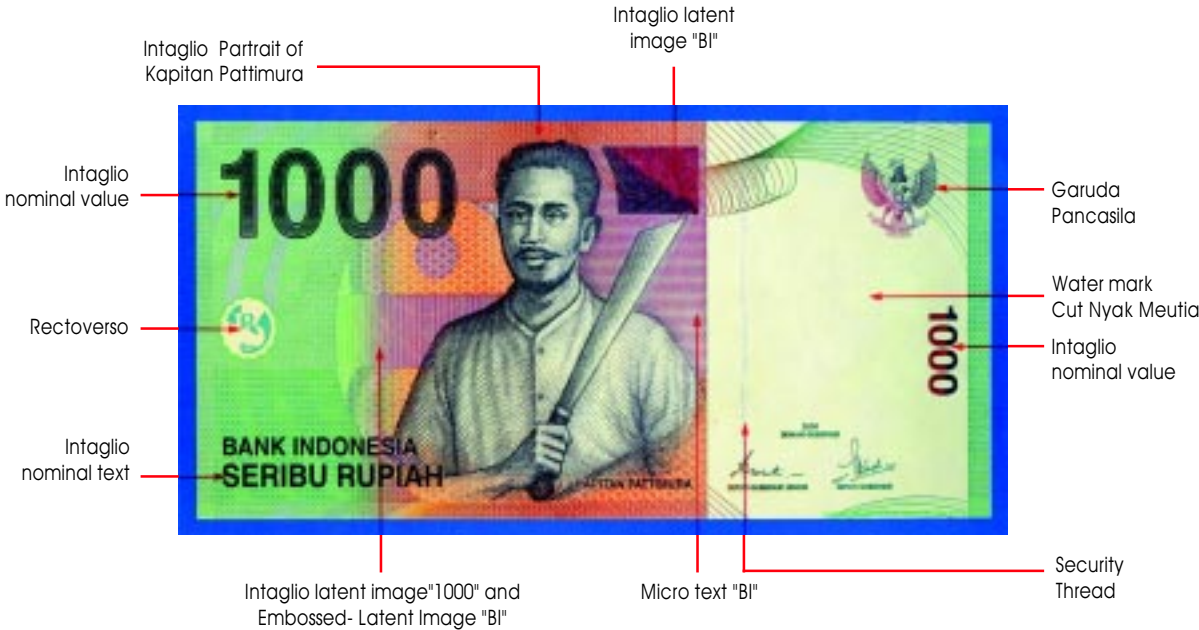 Intaglio latent
image "BI"
Intaglio Partrait of
Kapitan Pattimura
Intaglio
nominal value
1000
Garuda
Pancasila
Water mark
Cut Nyak Meutia
1000
Intaglio
nominal value
Rectoverso
Intaglio
nominal text
BANK INDONESIA
SERIBU RUPIAH
KAPITAN PATTIMURA
Security
Thread
Intaglio latent image"1000" and
Embossed- Latent Image "BI"
Micro text "BI"